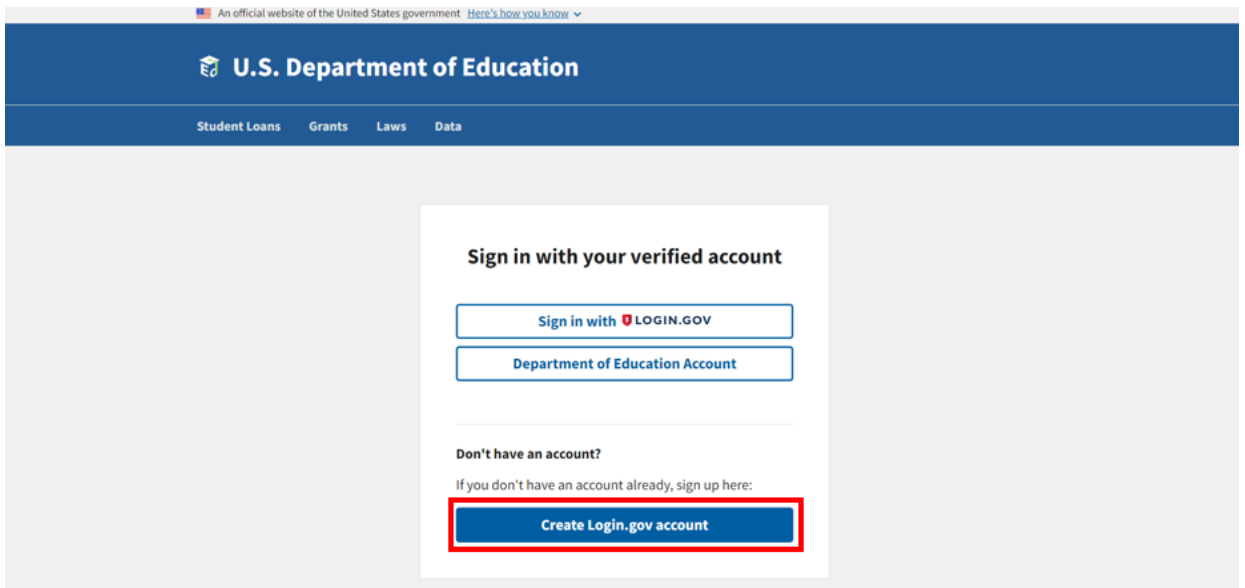 An official website of the United States government Here's how you know
U.S. Department of Education
Student Loans Grants Laws Data
Sign in with your verified account
Sign in with LOGIN.GOV
Department of Education Account
Don't have an account?
If you don't have an account already, sign up here:
Create Login.gov account